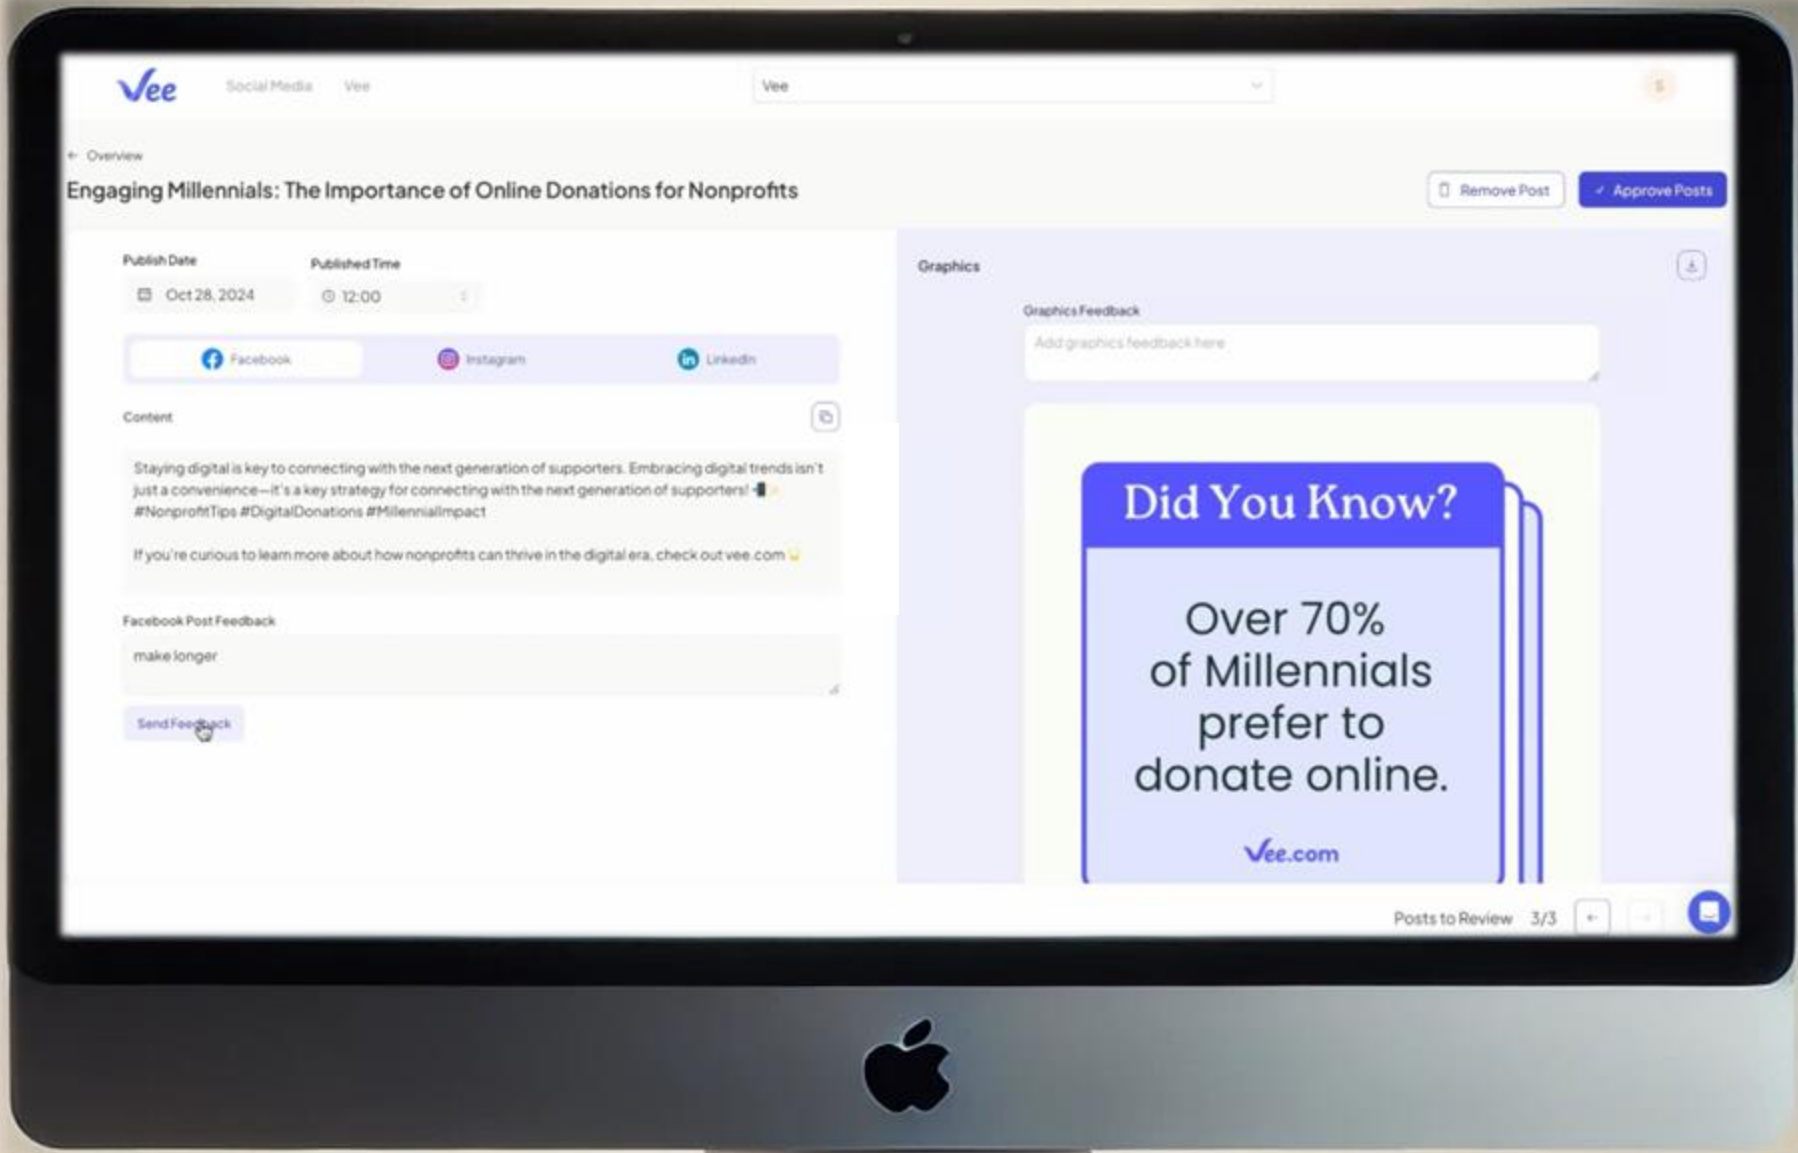 Vee
Social Media Vee
Vee
S
← Overview
Engaging Millennials: The Importance of Online Donations for Nonprofits
Remove Post
✓ Approve Posts
Publish Date
Published Time
Oct 28, 2024
12:00
Facebook
Instagram
LinkedIn
Content
Staying digital is key to connecting with the next generation of supporters. Embracing digital trends isn't
just a convenience—it's a key strategy for connecting with the next generation of supporters! 📲✨
#NonprofitTips #DigitalDonations #MillennialImpact
If you're curious to learn more about how nonprofits can thrive in the digital era, check out vee.com
Facebook Post Feedback
make longer
Send Feedback
Graphics
Graphics Feedback
Add graphics feedback here
Did You Know?
Over 70%
of Millennials
prefer to
donate online.
Vee.com
Posts to Review 3/3